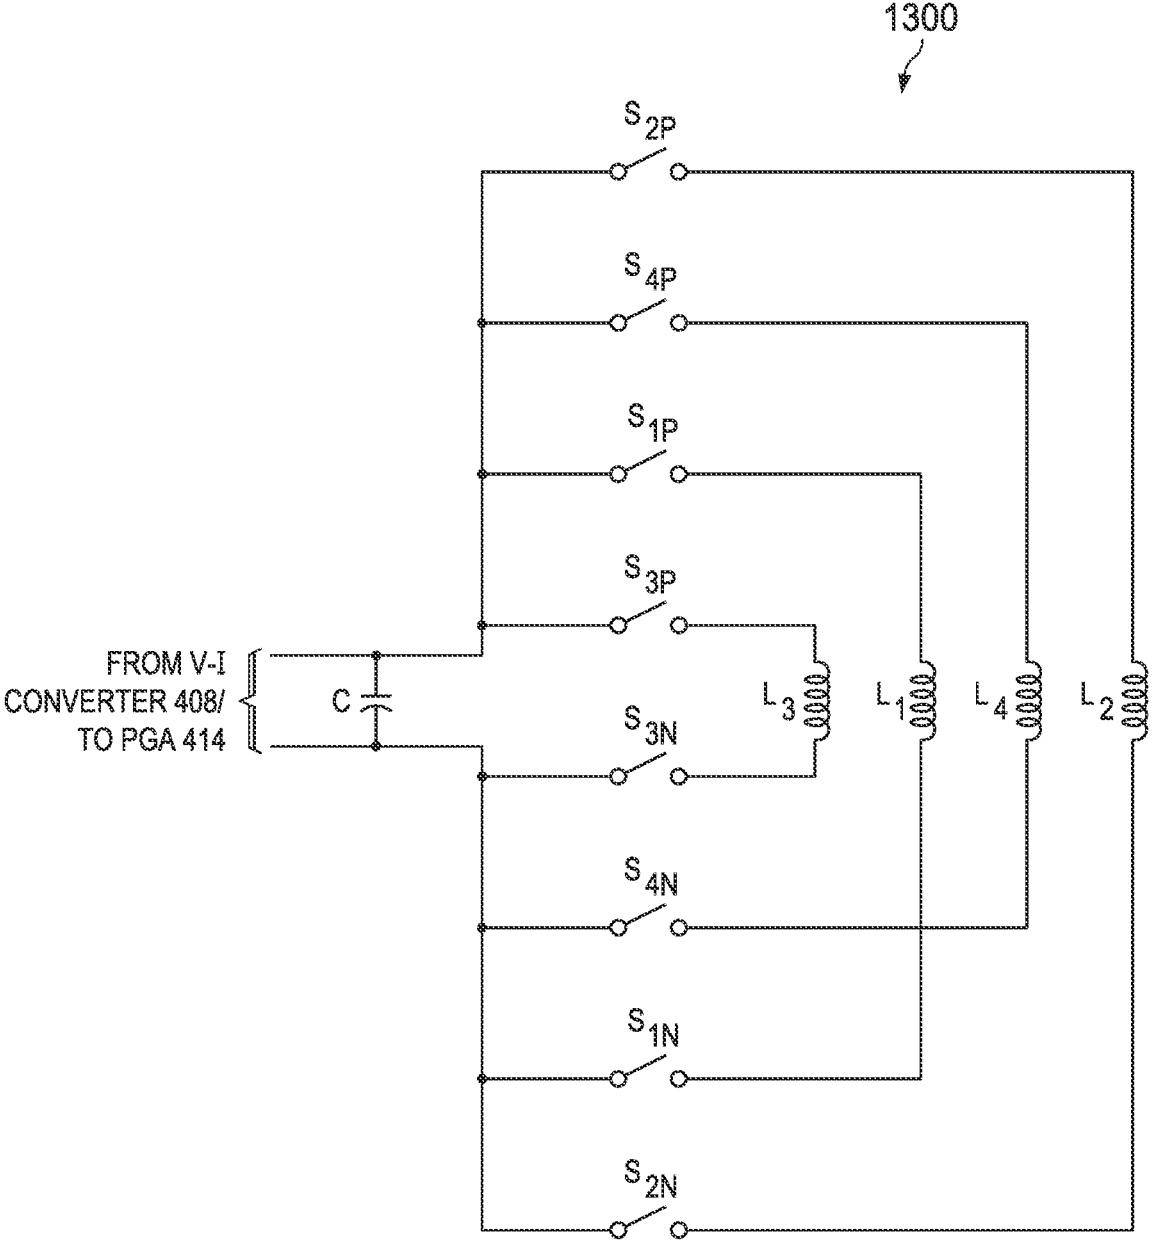 1300
S2P
S4P
S1P
S3P
FROM V-I
CONVERTER 408/
TO PGA 414
C
L3
L1
L4
L2
S3N
S4N
S1N
S2N